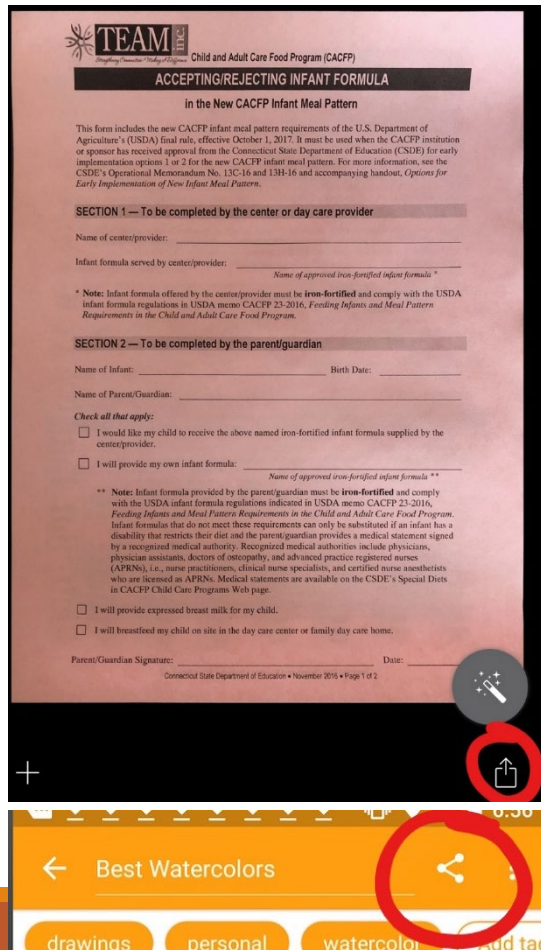 TEAM inc.
Strengthening Communities • Making a Difference
Child and Adult Care Food Program (CACFP)
ACCEPTING/REJECTING INFANT FORMULA
in the New CACFP Infant Meal Pattern
This form includes the new CACFP infant meal pattern requirements of the U.S. Department of
Agriculture's (USDA) final rule, effective October 1, 2017. It must be used when the CACFP institution
or sponsor has received approval from the Connecticut State Department of Education (CSDE) for early
implementation options 1 or 2 for the new CACFP infant meal pattern. For more information, see the
CSDE's Operational Memorandum No. 13C-16 and 13H-16 and accompanying handout, Options for
Early Implementation of New Infant Meal Pattern.
SECTION 1 — To be completed by the center or day care provider
Name of center/provider:
Infant formula served by center/provider:
Name of approved iron-fortified infant formula *
* Note: Infant formula offered by the center/provider must be iron-fortified and comply with the USDA
infant formula regulations in USDA memo CACFP 23-2016, Feeding Infants and Meal Pattern
Requirements in the Child and Adult Care Food Program.
SECTION 2 — To be completed by the parent/guardian
Name of Infant: Birth Date:
Name of Parent/Guardian:
Check all that apply:
I would like my child to receive the above named iron-fortified infant formula supplied by the
center/provider.
I will provide my own infant formula:
Name of approved iron-fortified infant formula **
** Note: Infant formula provided by the parent/guardian must be iron-fortified and comply
with the USDA infant formula regulations indicated in USDA memo CACFP 23-2016,
Feeding Infants and Meal Pattern Requirements in the Child and Adult Care Food Program.
Infant formulas that do not meet these requirements can only be substituted if an infant has a
disability that restricts their diet and the parent/guardian provides a medical statement signed
by a recognized medical authority. Recognized medical authorities include physicians,
physician assistants, doctors of osteopathy, and advanced practice registered nurses
(APRNs), i.e., nurse practitioners, clinical nurse specialists, and certified nurse anesthetists
who are licensed as APRNs. Medical statements are available on the CSDE's Special Diets
in CACFP Child Care Programs Web page.
I will provide expressed breast milk for my child.
I will breastfeed my child on site in the day care center or family day care home.
Parent/Guardian Signature: Date:
Connecticut State Department of Education • November 2016 • Page 1 of 2
Best Watercolors
drawings personal watercolor Add tag